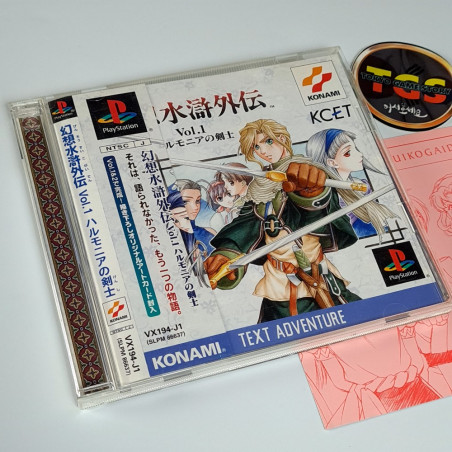 幻想水滸外伝 Vol.1 ハルモニアの剣士
VX194-J1
(SLPM 86637)
PlayStation
NTSC J
幻想水滸外伝 Vol.1 ハルモニアの剣士
それは、語られなかった、もう一つの物語。
VX194-J1
(SLPM 86637)
KONAMI
水滸外伝
Vol.1
ルモニアの剣士
KONAMI
KCET
PlayStation
TEXT ADVENTURE
TGS
UIKOGAID